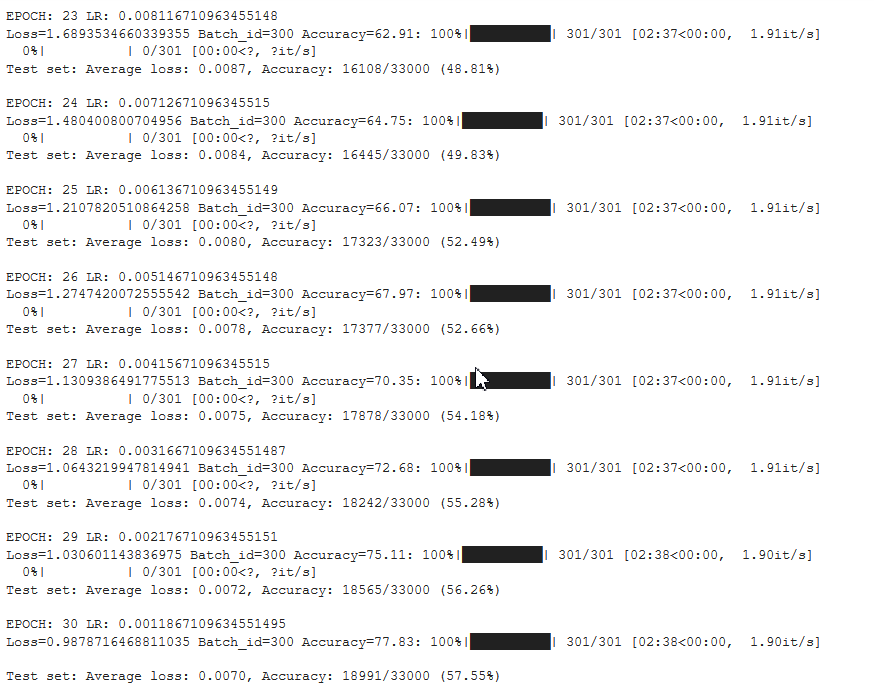 EPOCH: 23 LR: 0.008116710963455148
Loss=1.6893534660339355 Batch_id=300 Accuracy=62.91: 100%|██████████| 301/301 [02:37<00:00, 1.91it/s]
0%| | 0/301 [00:00<?, ?it/s]
Test set: Average loss: 0.0087, Accuracy: 16108/33000 (48.81%)
EPOCH: 24 LR: 0.00712671096345515
Loss=1.480400800704956 Batch_id=300 Accuracy=64.75: 100%|██████████| 301/301 [02:37<00:00, 1.91it/s]
0%| | 0/301 [00:00<?, ?it/s]
Test set: Average loss: 0.0084, Accuracy: 16445/33000 (49.83%)
EPOCH: 25 LR: 0.006136710963455149
Loss=1.2107820510864258 Batch_id=300 Accuracy=66.07: 100%|██████████| 301/301 [02:37<00:00, 1.91it/s]
0%| | 0/301 [00:00<?, ?it/s]
Test set: Average loss: 0.0080, Accuracy: 17323/33000 (52.49%)
EPOCH: 26 LR: 0.005146710963455148
Loss=1.2747420072555542 Batch_id=300 Accuracy=67.97: 100%|██████████| 301/301 [02:37<00:00, 1.91it/s]
0%| | 0/301 [00:00<?, ?it/s]
Test set: Average loss: 0.0078, Accuracy: 17377/33000 (52.66%)
EPOCH: 27 LR: 0.00415671096345515
Loss=1.1309386491775513 Batch_id=300 Accuracy=70.35: 100%|██████████| 301/301 [02:37<00:00, 1.91it/s]
0%| | 0/301 [00:00<?, ?it/s]
Test set: Average loss: 0.0075, Accuracy: 17878/33000 (54.18%)
EPOCH: 28 LR: 0.0031667109634551487
Loss=1.0643219947814941 Batch_id=300 Accuracy=72.68: 100%|██████████| 301/301 [02:37<00:00, 1.91it/s]
0%| | 0/301 [00:00<?, ?it/s]
Test set: Average loss: 0.0074, Accuracy: 18242/33000 (55.28%)
EPOCH: 29 LR: 0.002176710963455151
Loss=1.030601143836975 Batch_id=300 Accuracy=75.11: 100%|██████████| 301/301 [02:38<00:00, 1.90it/s]
0%| | 0/301 [00:00<?, ?it/s]
Test set: Average loss: 0.0072, Accuracy: 18565/33000 (56.26%)
EPOCH: 30 LR: 0.0011867109634551495
Loss=0.9878716468811035 Batch_id=300 Accuracy=77.83: 100%|██████████| 301/301 [02:38<00:00, 1.90it/s]
Test set: Average loss: 0.0070, Accuracy: 18991/33000 (57.55%)